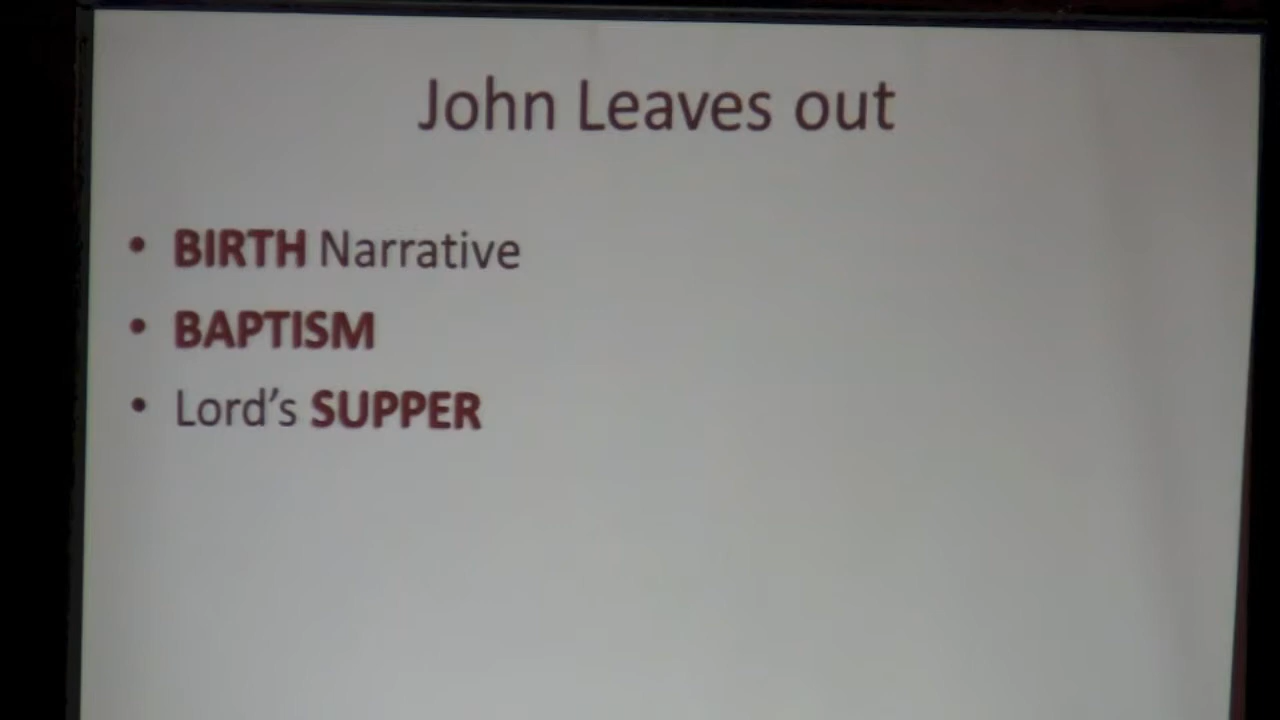 John Leaves out
• BIRTH Narrative
• BAPTISM
• Lord's SUPPER